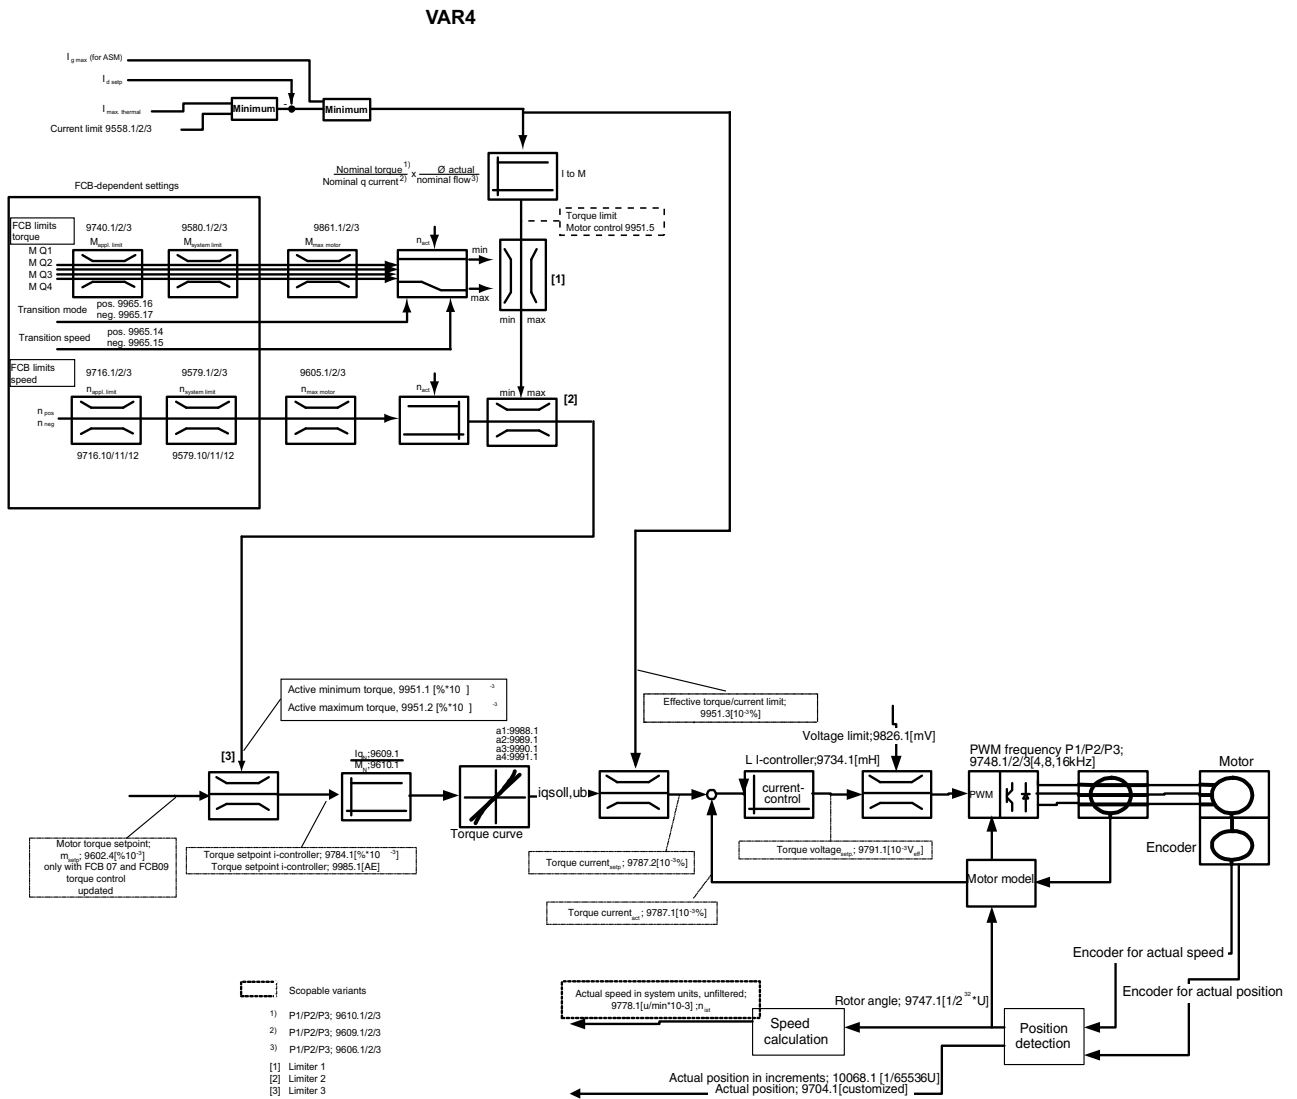 VAR4
I g max (for ASM)
I d setp
I max. thermal
Minimum
-
Minimum
Current limit 9558.1/2/3
Nominal torque 1) x Ø actual
Nominal q current 2) nominal flow 3)
I to M
FCB-dependent settings
Torque limit
Motor control 9951.5
FCB limits
torque
9740.1/2/3
M appl. limit
9580.1/2/3
M system limit
9861.1/2/3
M max motor
n act
min
max
M Q1
M Q2
M Q3
M Q4
[1]
Transition mode
pos. 9965.16
neg. 9965.17
min max
Transition speed
pos. 9965.14
neg. 9965.15
FCB limits
speed
9716.1/2/3
n appl. limit
9579.1/2/3
n system limit
9605.1/2/3
n max motor
n act
min max
[2]
n pos
n neg
9716.10/11/12
9579.10/11/12
Active minimum torque, 9951.1 [%*10 -3]
Active maximum torque, 9951.2 [%*10 -3]
Effective torque/current limit;
9951.3[10-3%]
[3]
Iq N;9609.1
M N;9610.1
a1:9988.1
a2:9989.1
a3:9990.1
a4:9991.1
Torque curve
iqsoll,ub
L I-controller;9734.1[mH]
current-
control
Voltage limit;9826.1[mV]
PWM frequency P1/P2/P3;
9748.1/2/3[4,8,16kHz]
PWM
Motor
Encoder
Motor torque setpoint;
m setp; 9602.4[%10-3]
only with FCB 07 and FCB09
torque control
updated
Torque setpoint i-controller; 9784.1[%*10 -3]
Torque setpoint i-controller; 9985.1[AE]
Torque current setp; 9787.2[10-3%]
Torque voltage setp.; 9791.1[10-3V eff]
Motor model
Torque current act; 9787.1[10-3%]
Encoder for actual speed
Encoder for actual position
Scopable variants
1) P1/P2/P3; 9610.1/2/3
2) P1/P2/P3; 9609.1/2/3
3) P1/P2/P3; 9606.1/2/3
[1] Limiter 1
[2] Limiter 2
[3] Limiter 3
Actual speed in system units, unfiltered;
9778.1[u/min*10-3] ;n ist
Rotor angle; 9747.1[1/2 32 *U]
Speed
calculation
Position
detection
Actual position in increments; 10068.1 [1/65536U]
Actual position; 9704.1[customized]